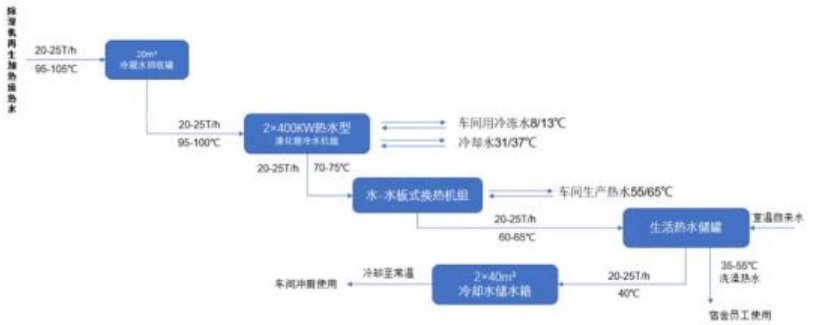 除湿机再生加热废热水
20-25T/h
95-105℃
20m³
冷凝水回收罐
20-25T/h
95-100℃
2×400KW热水型
溴化锂冷水机组
车间用冷冻水8/13℃
冷却水31/37℃
20-25T/h
70-75℃
水-水板式换热机组
车间生产热水55/65℃
20-25T/h
60-65℃
生活热水储罐
室温自来水
35-55℃
洗澡热水
宿舍员工使用
20-25T/h
40℃
2×40m³
冷却水储水箱
冷却至常温
车间冲厕使用